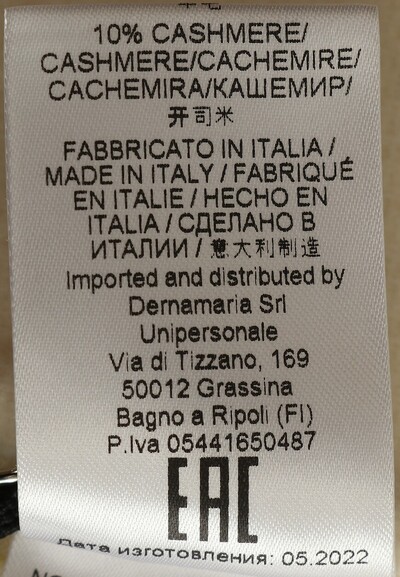 10% CASHMERE/
CASHMERE/CACHEMIRE/
CACHEMIRA/КАШЕМИР/
开司米
FABBRICATO IN ITALIA /
MADE IN ITALY / FABRIQUÉ
EN ITALIE / HECHO EN
ITALIA / СДЕЛАНО В
ИТАЛИИ / 意大利制造
Imported and distributed by
Dernamaria Srl
Unipersonale
Via di Tizzano, 169
50012 Grassina
Bagno a Ripoli (FI)
P.Iva 05441650487
EAC
Дата изготовления: 05.2022